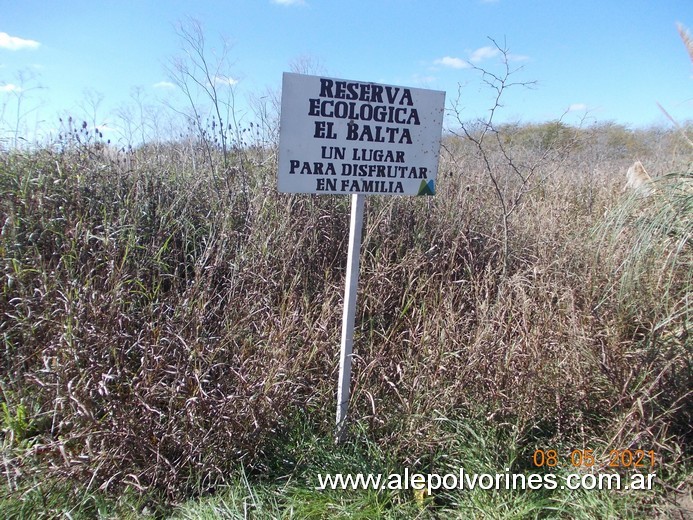 RESERVA
ECOLOGICA
EL BALTA
UN LUGAR
PARA DISFRUTAR
EN FAMILIA
08.05.2021
www.alepolvorines.com.ar